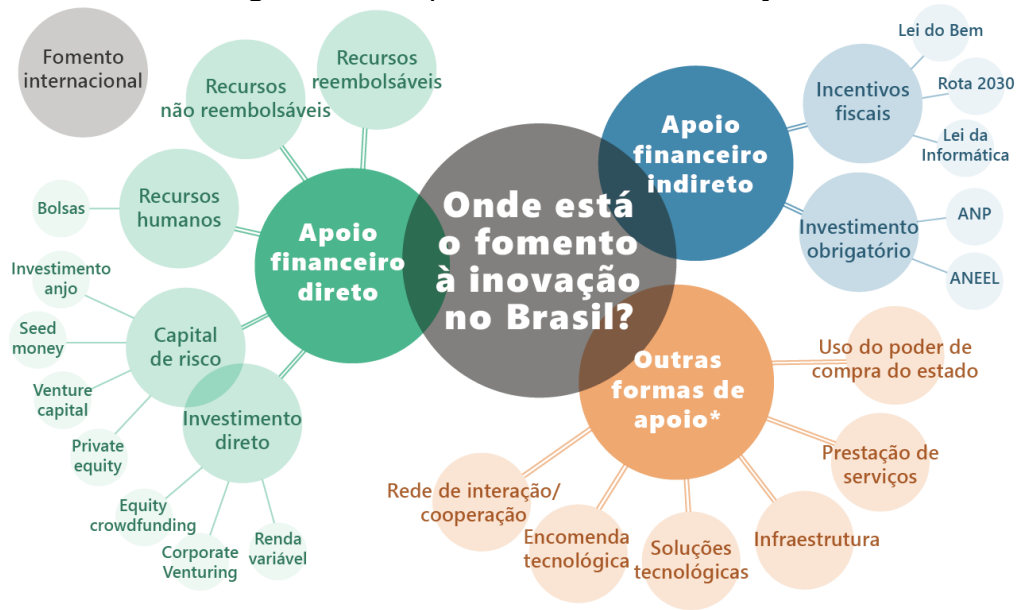 Fomento
internacional
Recursos
não reembolsáveis
Recursos
reembolsáveis
Recursos
humanos
Bolsas
Apoio
financeiro
direto
Investimento
anjo
Seed
money
Venture
capital
Private
equity
Capital
de risco
Investimento
direto
Equity
crowdfunding
Corporate
Venturing
Renda
variável
Onde está
o fomento
à inovação
no Brasil?
Apoio
financeiro
indireto
Incentivos
fiscais
Lei do Bem
Rota 2030
Lei da
Informática
Investimento
obrigatório
ANP
ANEEL
Outras
formas de
apoio*
Uso do poder de
compra do estado
Prestação de
serviços
Infraestrutura
Soluções
tecnológicas
Encomenda
tecnológica
Rede de interação/
cooperação